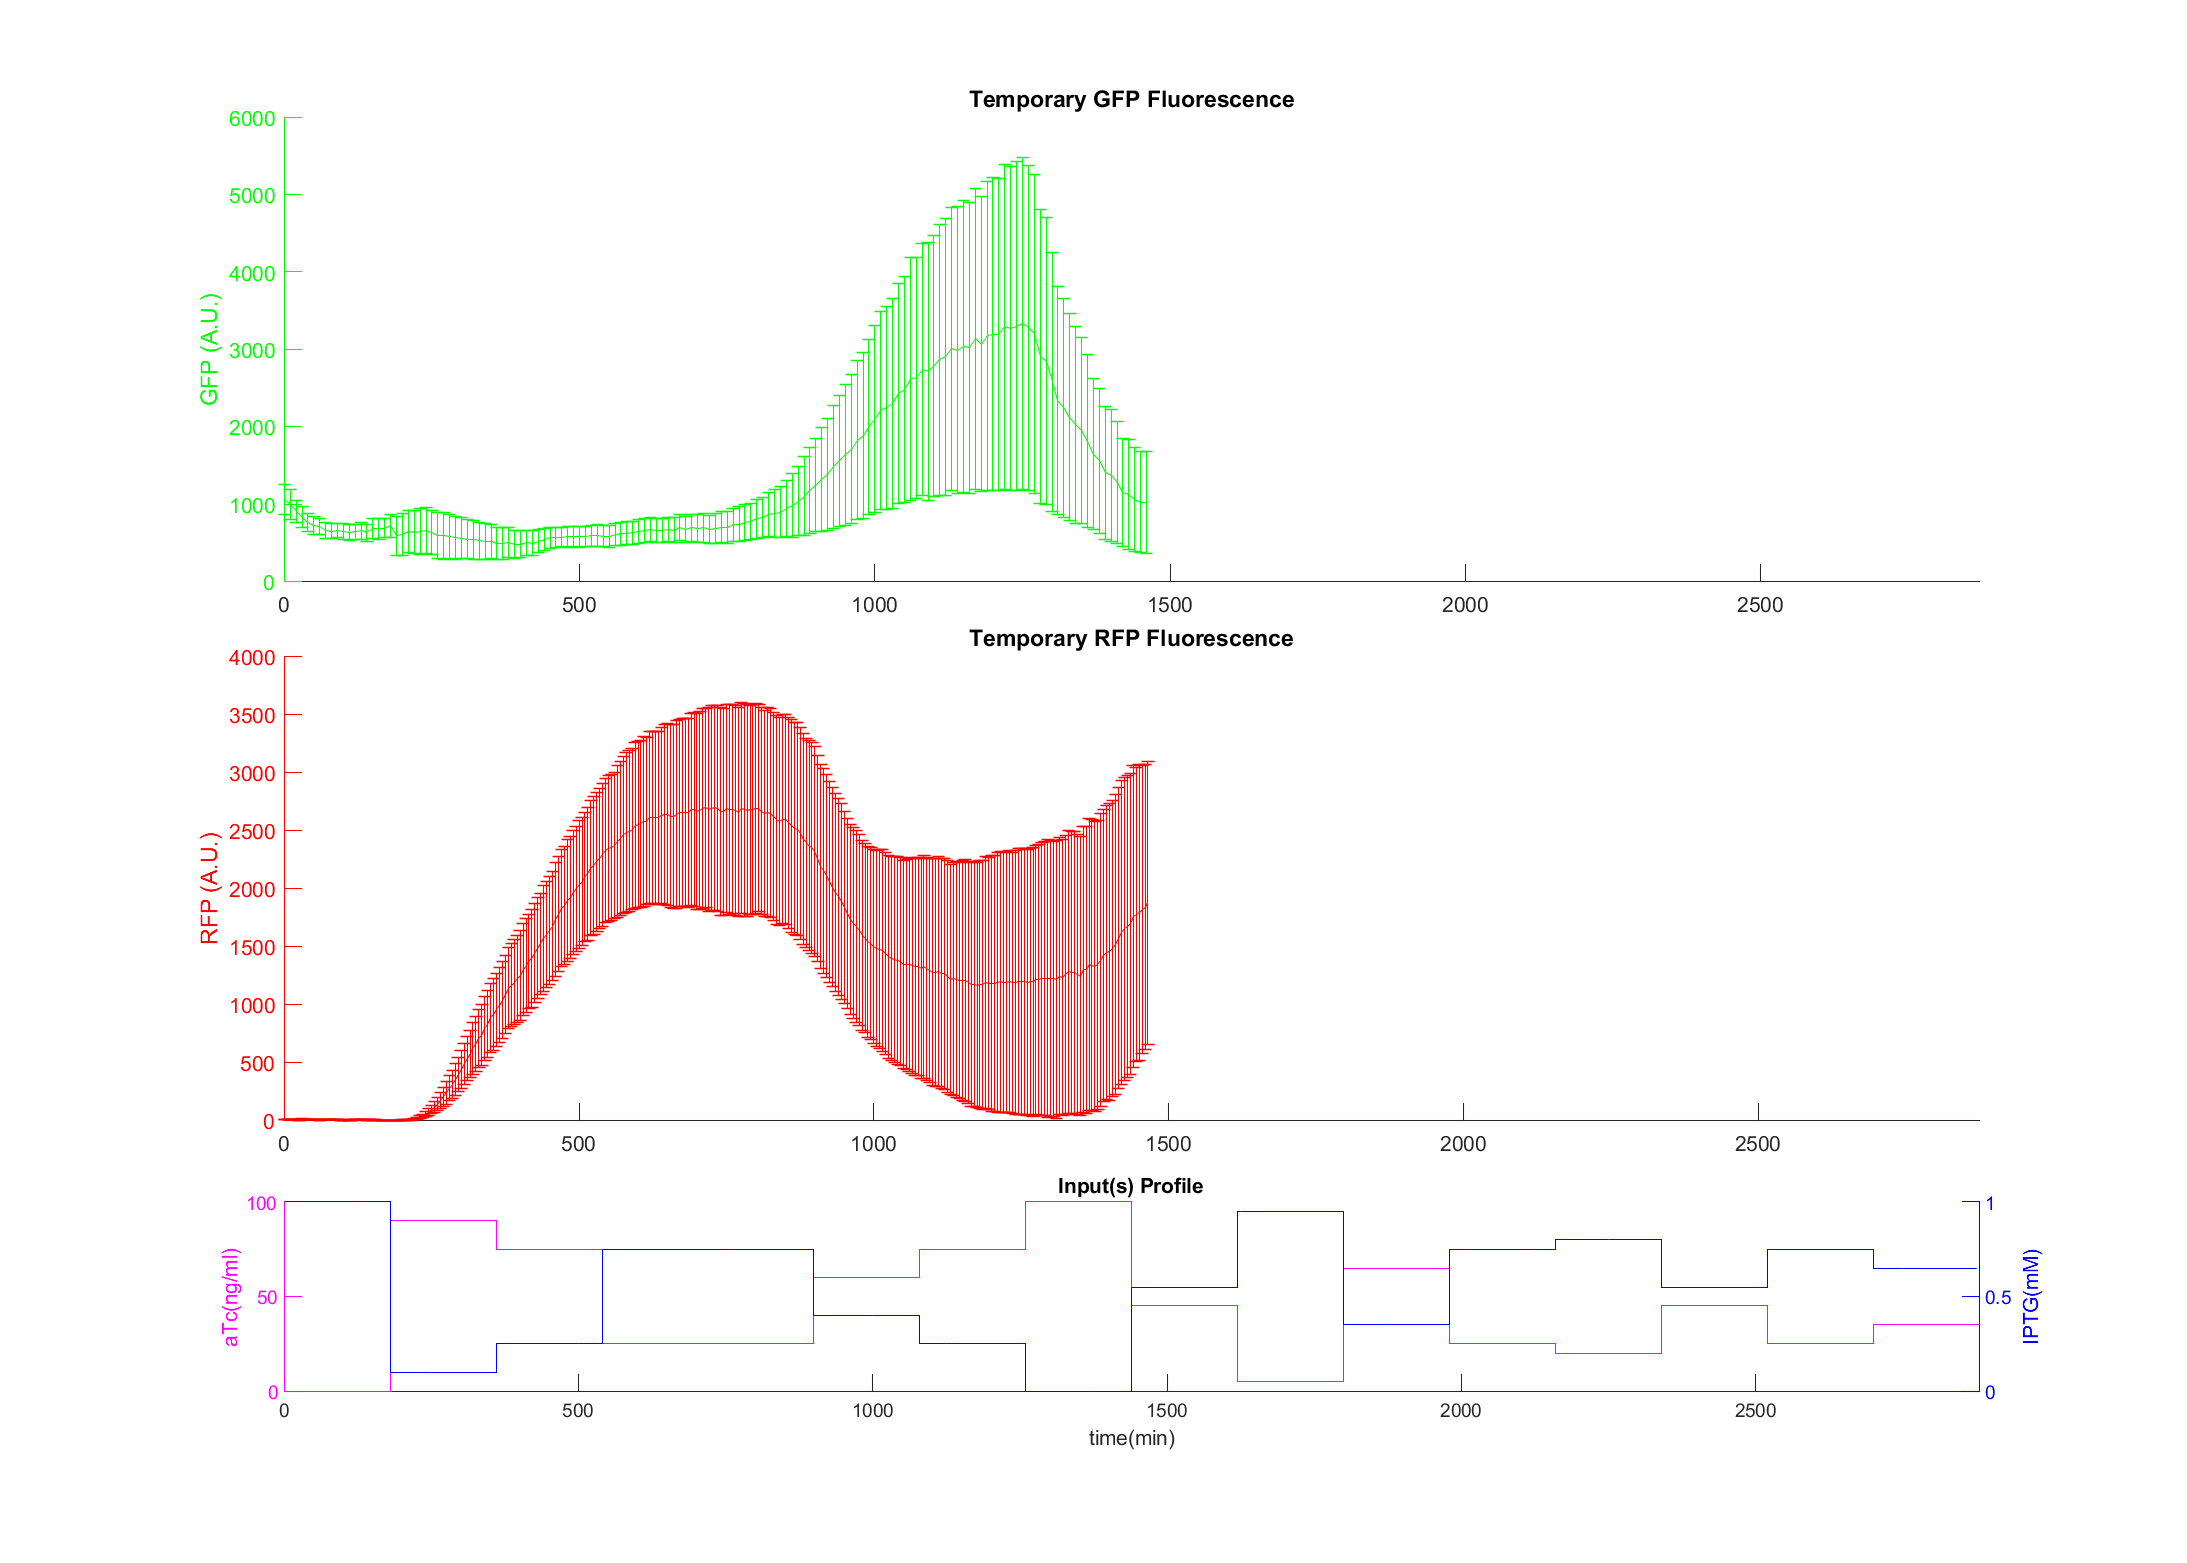 Temporary GFP Fluorescence
6000
5000
4000
3000
2000
1000
0
GFP (A.U.)
0 500 1000 1500 2000 2500
Temporary RFP Fluorescence
4000
3500
3000
2500
2000
1500
1000
500
0
RFP (A.U.)
0 500 1000 1500 2000 2500
Input(s) Profile
100
50
0
aTc(ng/ml)
1
0.5
0
IPTG(mM)
0 500 1000 1500 2000 2500
time(min)